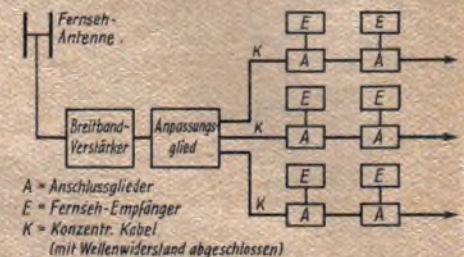 Fernseh-
Antenne.
E E
K A A
Breitband-
Verstärker
Anpassungs-
glied
E E
K A A
E E
K A A
A = Anschlussglieder
E = Fernseh-Empfänger
K = Konzentr. Kabel
(mit Wellenwiderstand abgeschlossen)